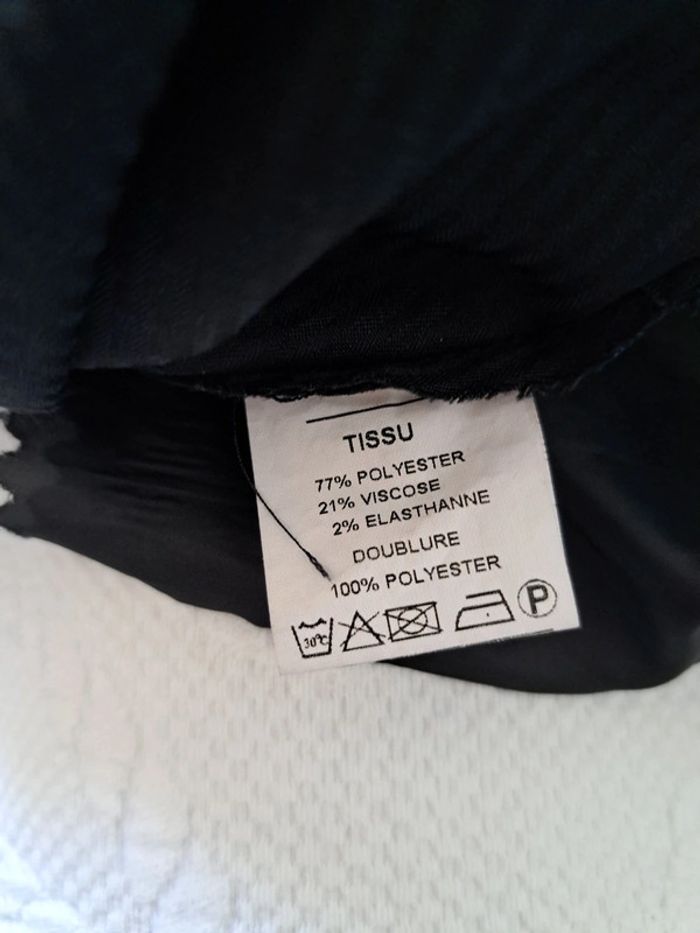 TISSU
77% POLYESTER
21% VISCOSE
2% ELASTHANNE
DOUBLURE
100% POLYESTER
30°C P